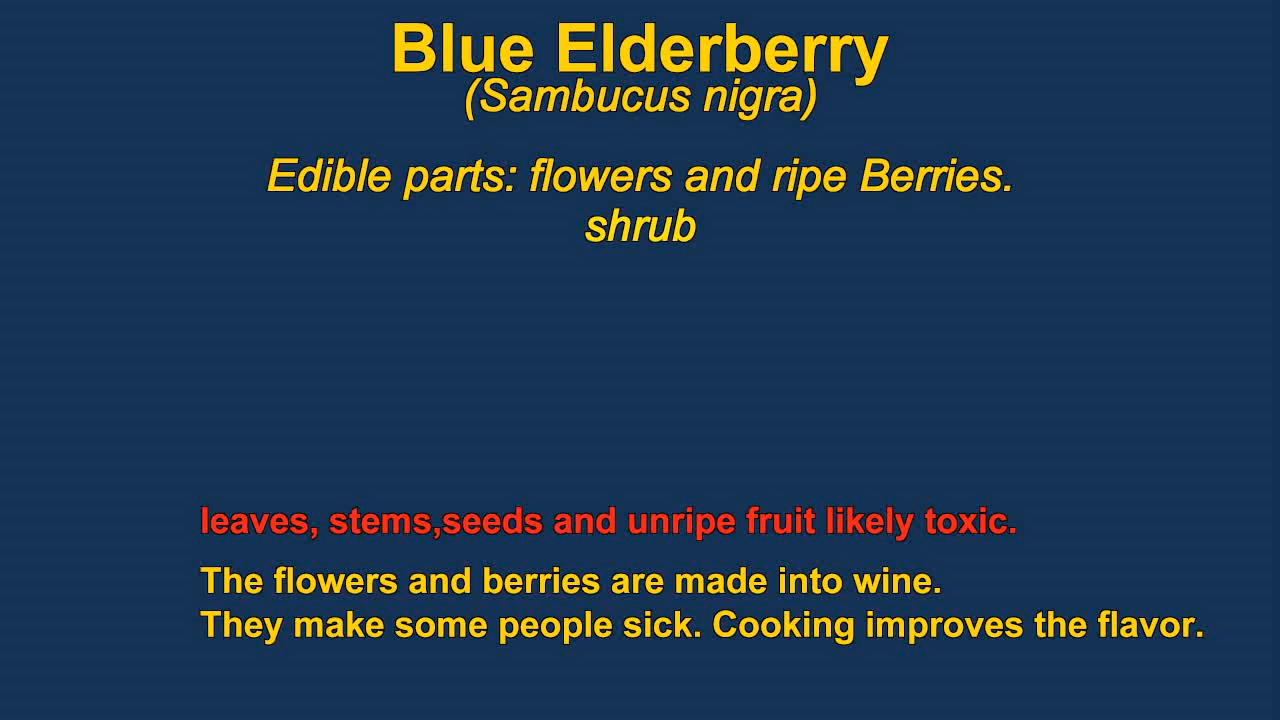 Blue Elderberry
(Sambucus nigra)
Edible parts: flowers and ripe Berries.
shrub
leaves, stems,seeds and unripe fruit likely toxic.
The flowers and berries are made into wine.
They make some people sick. Cooking improves the flavor.